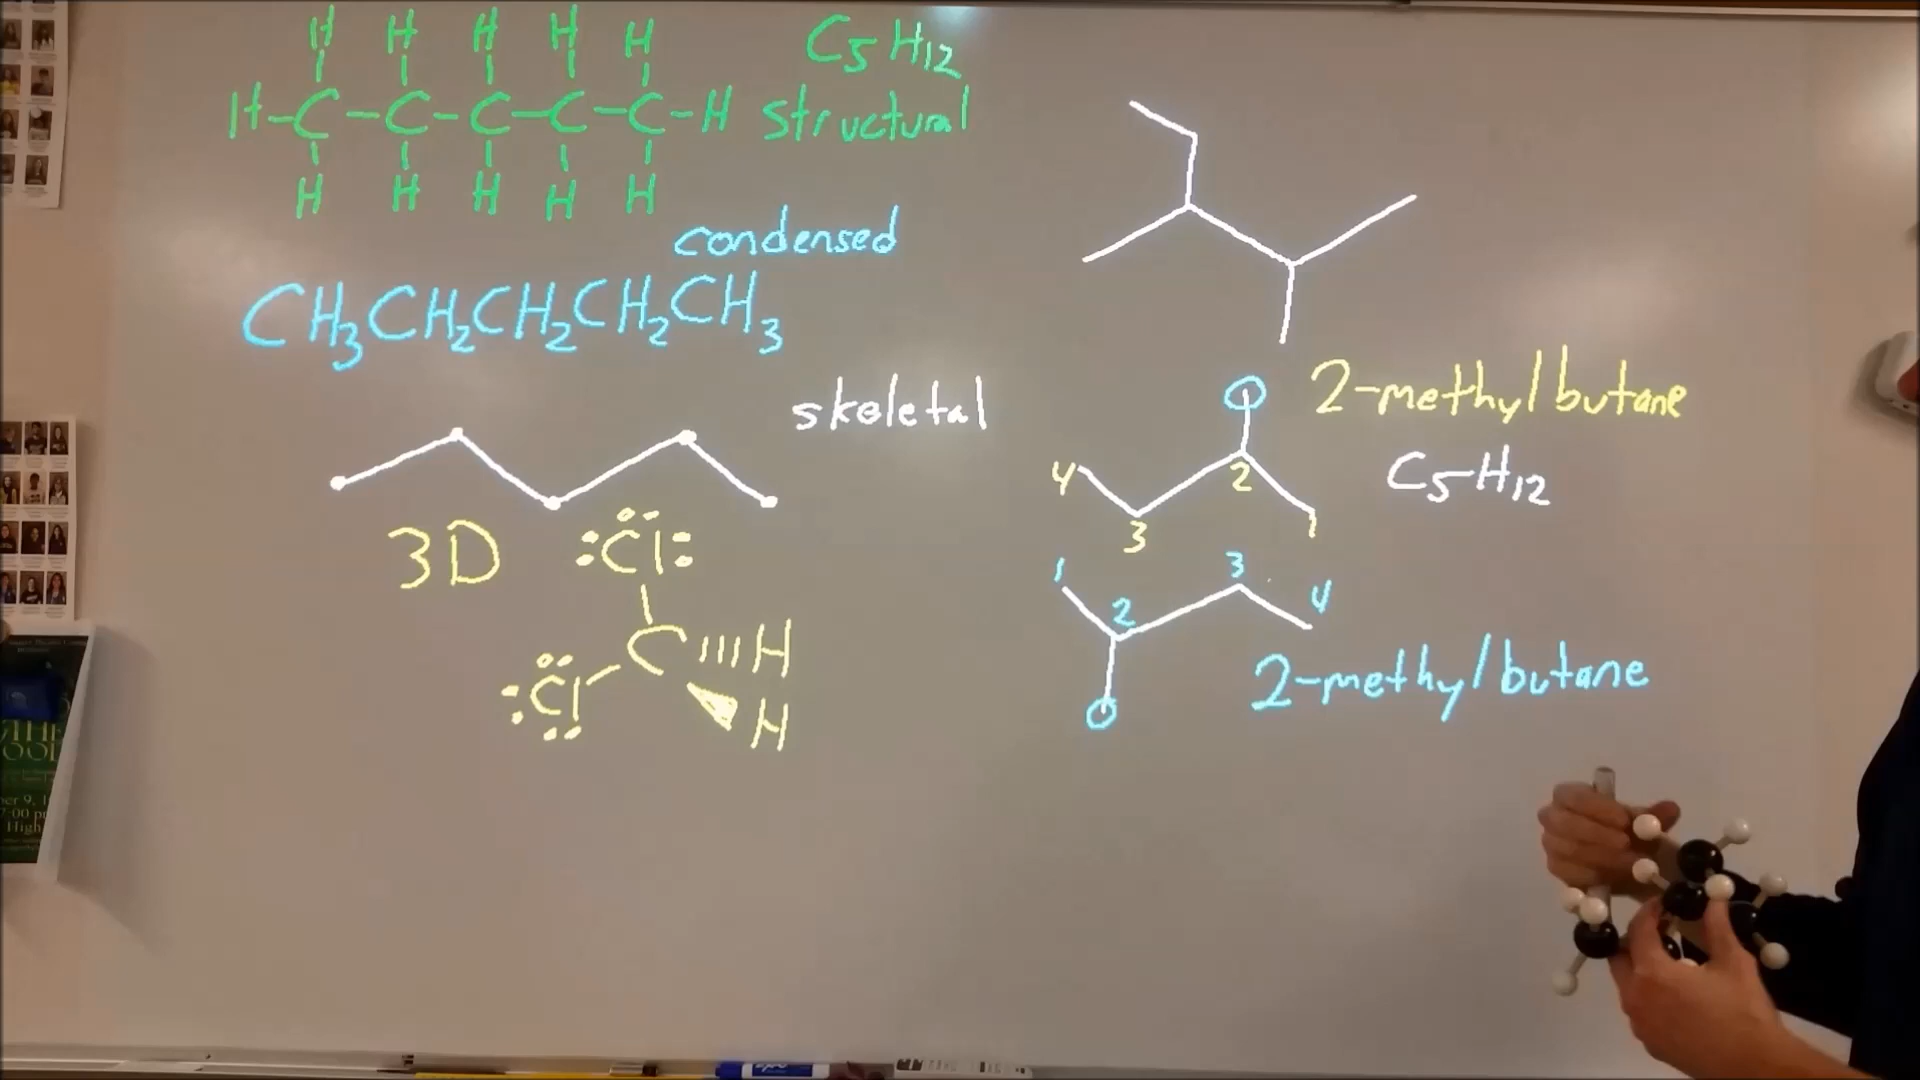 H H H H H
H-C-C-C-C-C-H
H H H H H
C5H12
structural
condensed
CH3CH2CH2CH2CH3
skeletal
3D
:Cl:
C H
:Cl H
2-methylbutane
C5H12
4 3 2 1
1 2 3 4
2-methylbutane